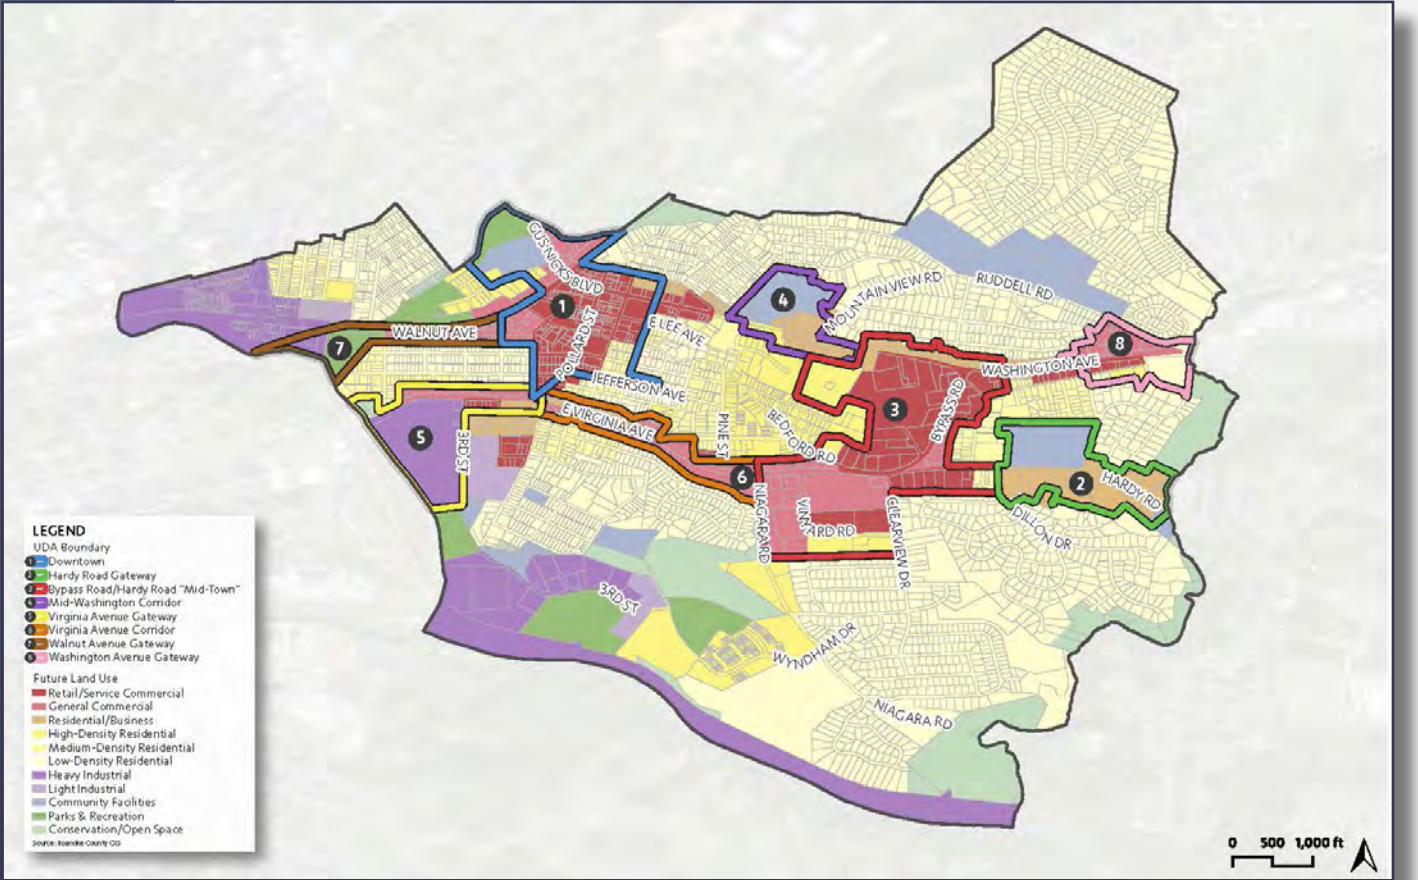 GUS NICKS BLVD
1
POLLARD ST
E LEE AVE
4
MOUNTAIN VIEW RD
RUDDELL RD
WALNUT AVE
7
JEFFERSON AVE
8
WASHINGTON AVE
3
BYPASS RD
E VIRGINIA AVE
PINE ST
BEDFORD RD
5
3RD ST
6
2
HARDY RD
NIAGARA RD
VINYARD RD
CLEARVIEW DR
DILLON DR
3RD ST
WYNDHAM DR
NIAGARA RD
LEGEND
UDA Boundary
1 Downtown
2 Hardy Road Gateway
3 Bypass Road/Hardy Road "Mid-Town"
4 Mid-Washington Corridor
5 Virginia Avenue Gateway
6 Virginia Avenue Corridor
7 Walnut Avenue Gateway
8 Washington Avenue Gateway
Future Land Use
Retail/Service Commercial
General Commercial
Residential/Business
High-Density Residential
Medium-Density Residential
Low-Density Residential
Heavy Industrial
Light Industrial
Community Facilities
Parks & Recreation
Conservation/Open Space
Source: Roanoke County GIS
0 500 1,000 ft